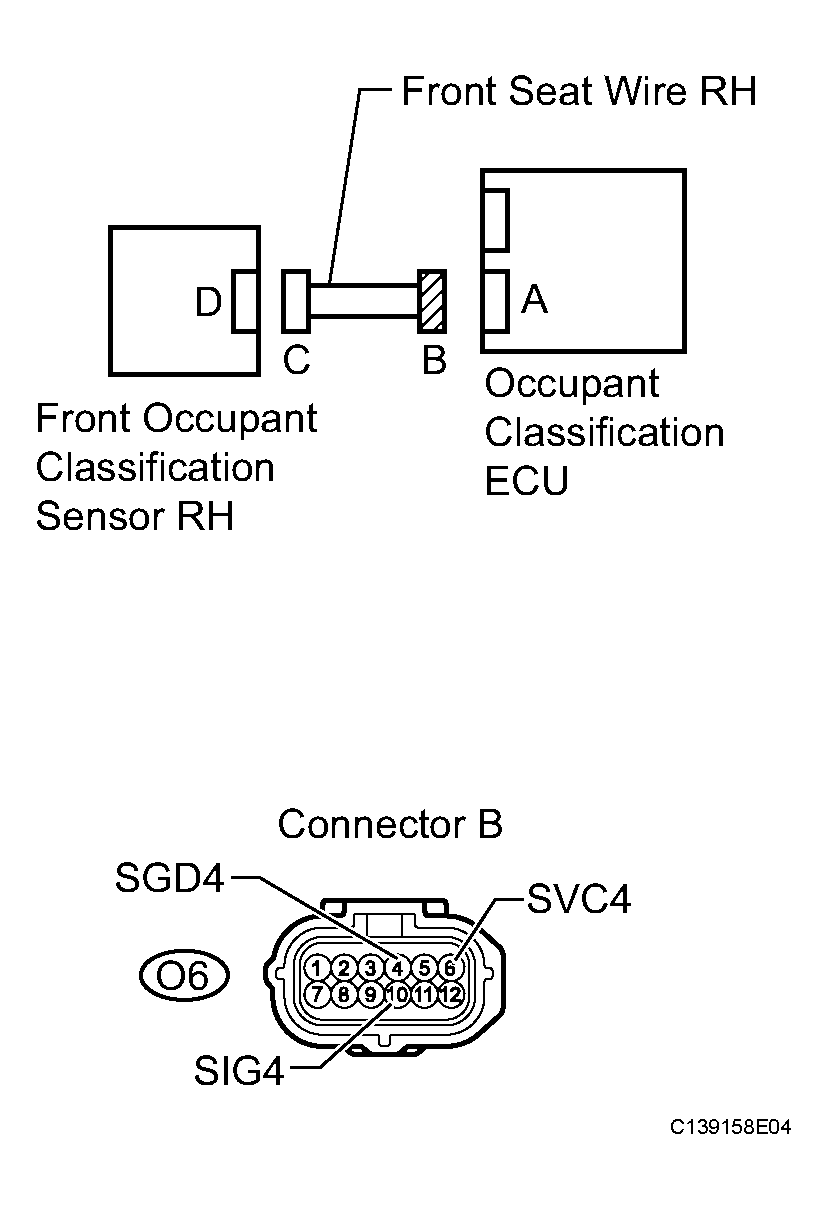 Front Seat Wire RH
D
C
B
A
Front Occupant
Classification
Sensor RH
Occupant
Classification
ECU
Connector B
SGD4
SVC4
O6
1 2 3 4 5 6
7 8 9 10 11 12
SIG4
C139158E04